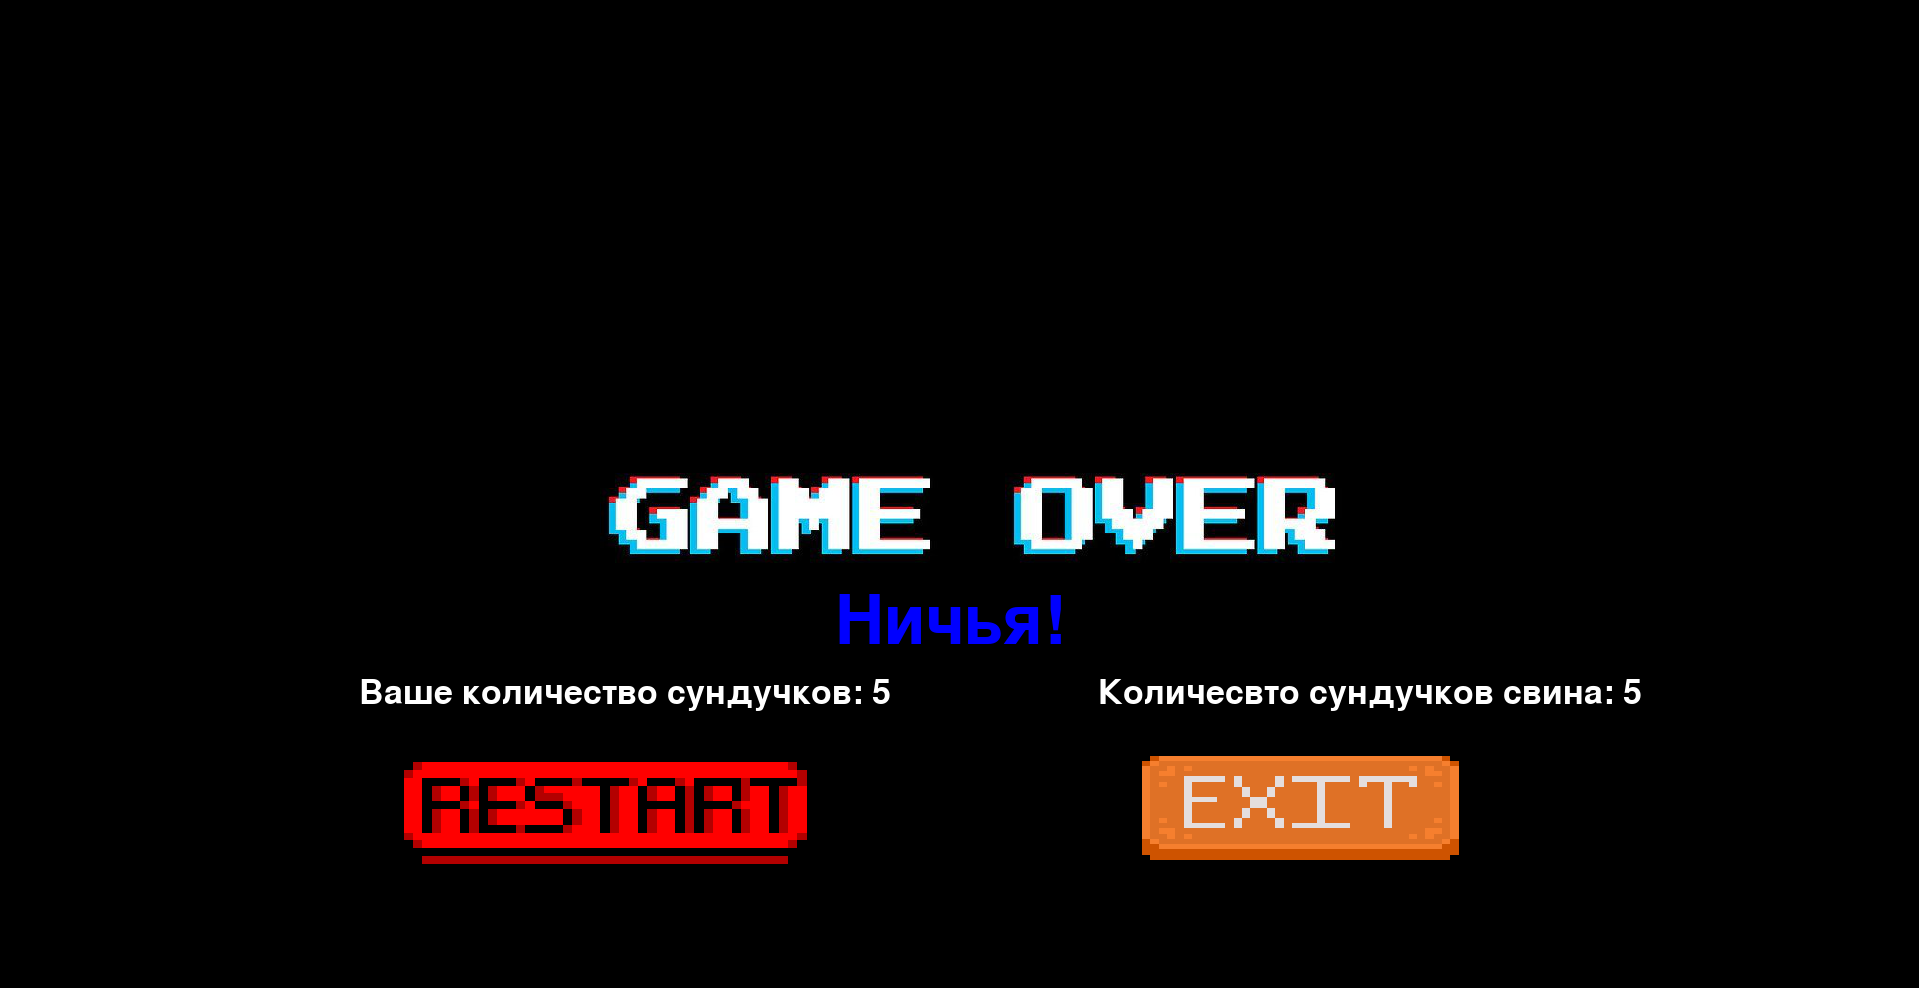 GAME OVER
Ничья!
Ваше количество сундучков: 5
Количесвто сундучков свина: 5
RESTART
EXIT